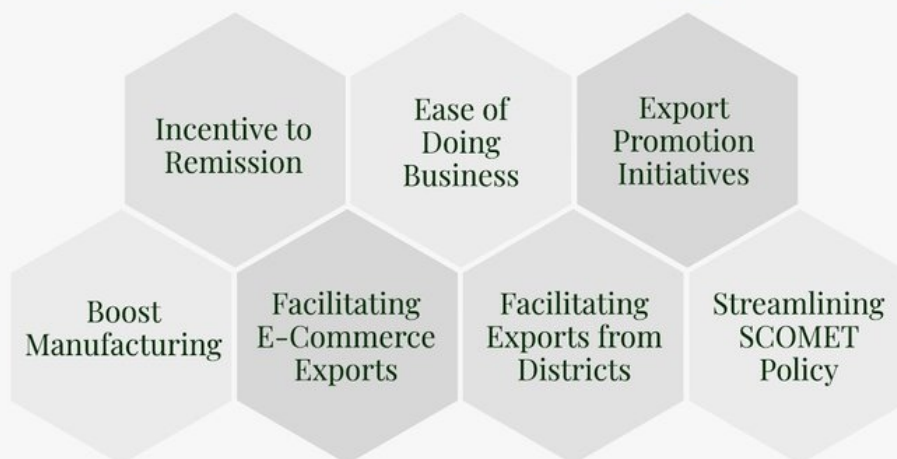 Incentive to
Remission
Ease of
Doing
Business
Export
Promotion
Initiatives
Boost
Manufacturing
Facilitating
E-Commerce
Exports
Facilitating
Exports from
Districts
Streamlining
SCOMET
Policy